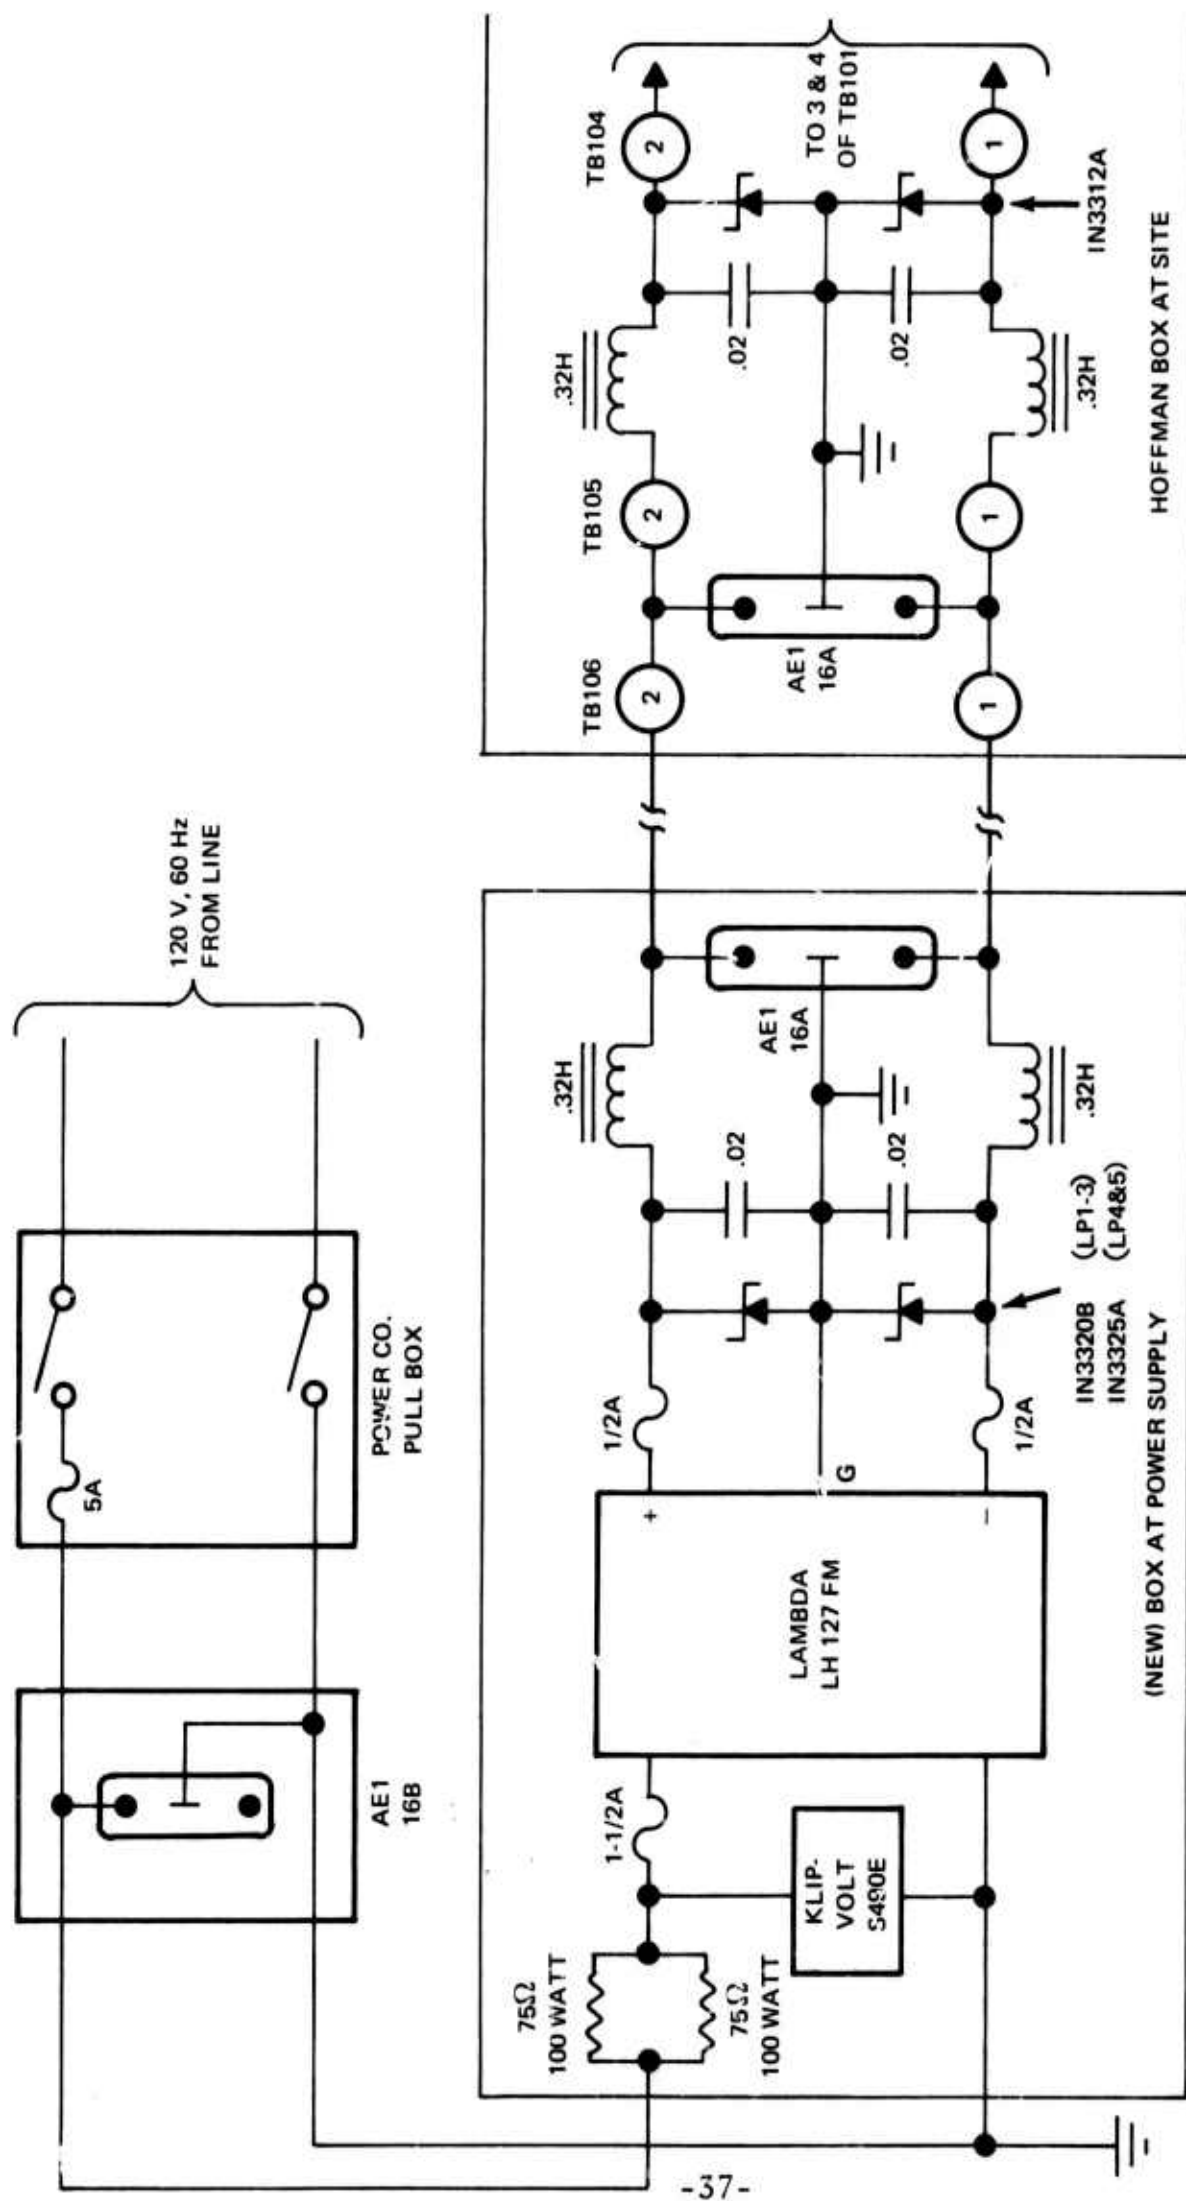 120 V, 60 Hz
FROM LINE
5A
POWER CO.
PULL BOX
AE1
16B
75Ω
100 WATT
75Ω
100 WATT
1-1/2A
KLIP-
VOLT
S490E
LAMBDA
LH 127 FM
+
G
–
1/2A
1/2A
IN3320B (LP1-3)
IN3325A (LP4&5)
.02
.02
.32H
.32H
AE1
16A
(NEW) BOX AT POWER SUPPLY
TB106
2
1
AE1
16A
TB105
2
1
.32H
.32H
.02
.02
TB104
2
1
TO 3 & 4
OF TB101
IN3312A
HOFFMAN BOX AT SITE
-37-